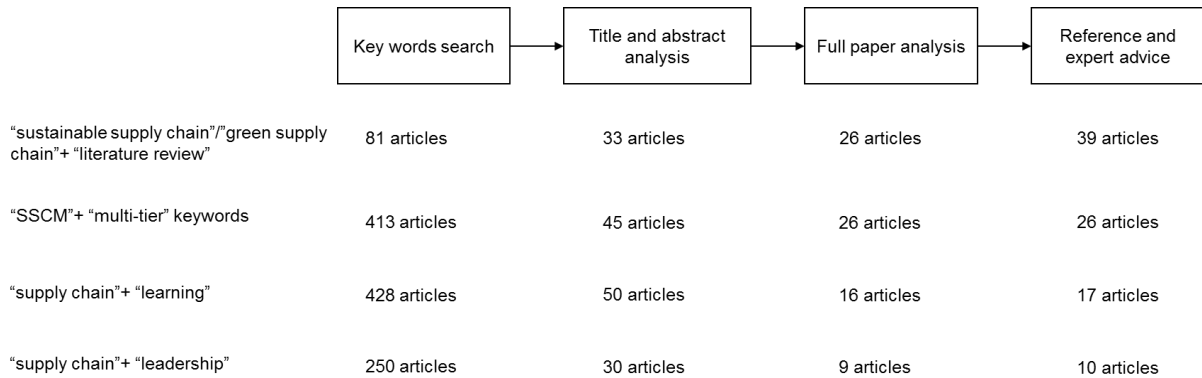 Key words search
Title and abstract
analysis
Full paper analysis
Reference and
expert advice
“sustainable supply chain”/”green supply
chain”+ “literature review”
81 articles
33 articles
26 articles
39 articles
“SSCM”+ “multi-tier” keywords
413 articles
45 articles
26 articles
26 articles
“supply chain”+ “learning”
428 articles
50 articles
16 articles
17 articles
“supply chain”+ “leadership”
250 articles
30 articles
9 articles
10 articles